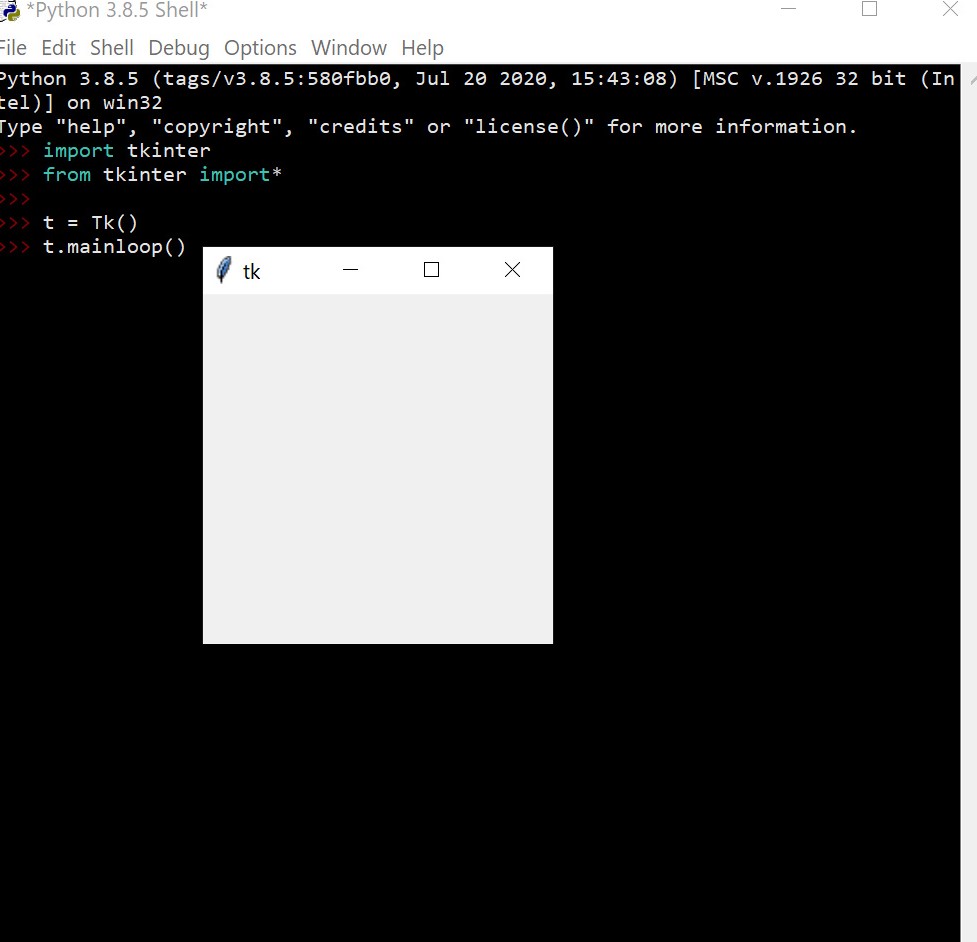 *Python 3.8.5 Shell*
File Edit Shell Debug Options Window Help
Python 3.8.5 (tags/v3.8.5:580fbb0, Jul 20 2020, 15:43:08) [MSC v.1926 32 bit (In
tel)] on win32
Type "help", "copyright", "credits" or "license()" for more information.
>>> import tkinter
>>> from tkinter import*
>>>
>>> t = Tk()
>>> t.mainloop()
tk